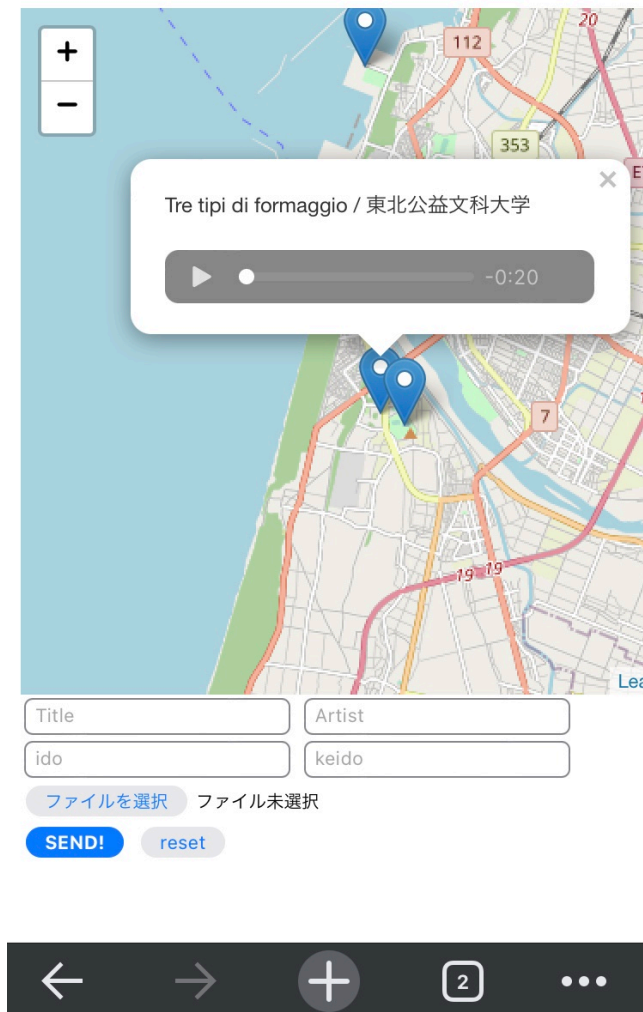 +
−
20
112
353
E7
Tre tipi di formaggio / 東北公益文科大学
-0:20
7
19 19
Lea
Title
Artist
ido
keido
ファイルを選択 ファイル未選択
SEND!
reset
2